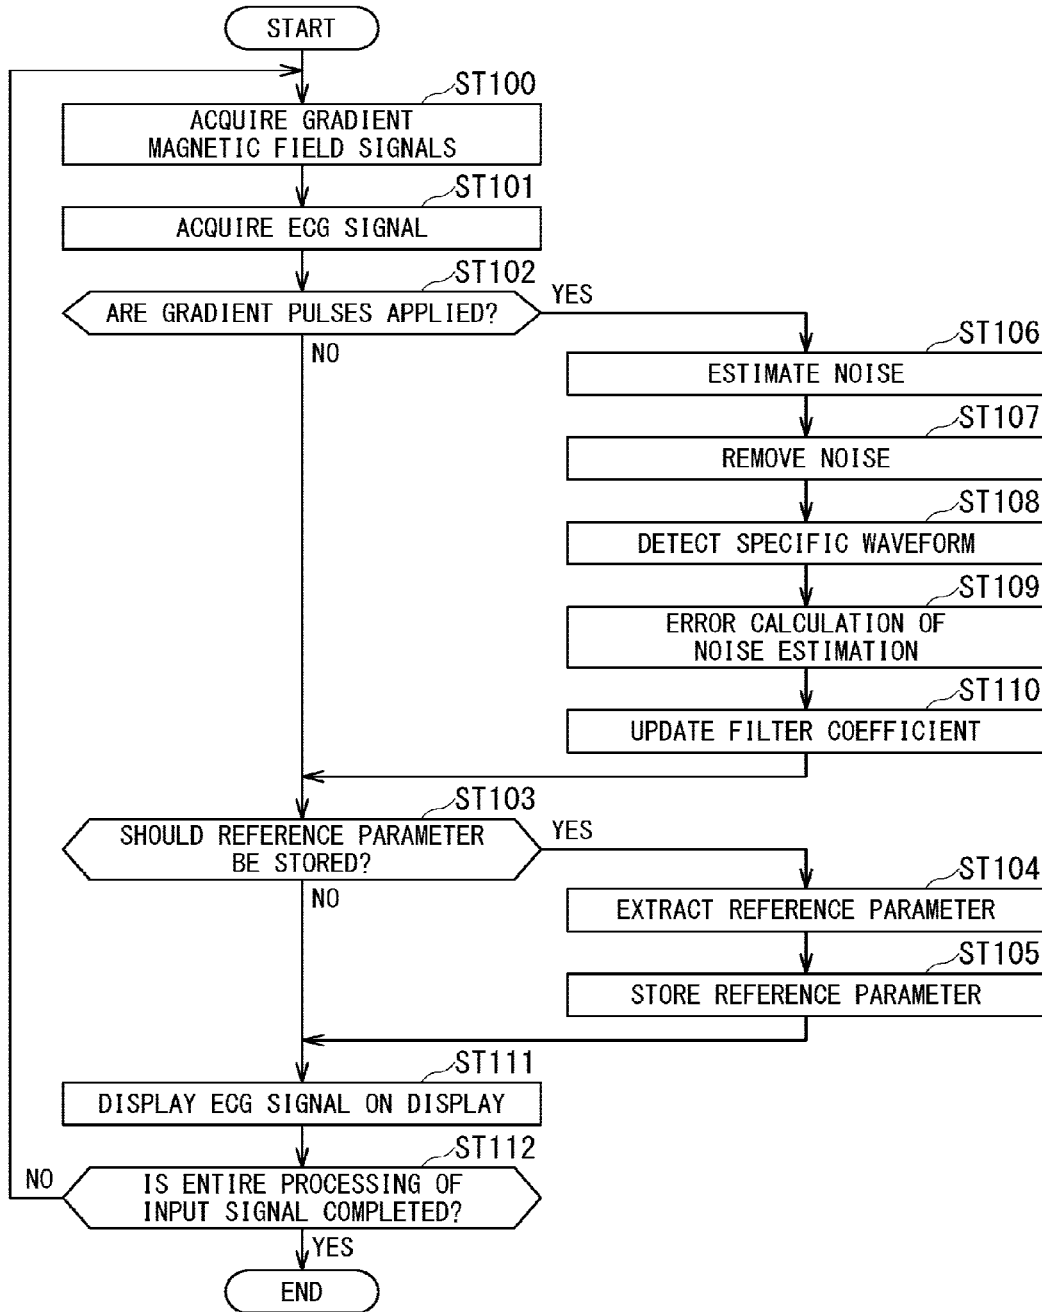 START
ST100
ACQUIRE GRADIENT
MAGNETIC FIELD SIGNALS
ST101
ACQUIRE ECG SIGNAL
ST102
ARE GRADIENT PULSES APPLIED?
YES
NO
ST106
ESTIMATE NOISE
ST107
REMOVE NOISE
ST108
DETECT SPECIFIC WAVEFORM
ST109
ERROR CALCULATION OF
NOISE ESTIMATION
ST110
UPDATE FILTER COEFFICIENT
ST103
SHOULD REFERENCE PARAMETER
BE STORED?
YES
NO
ST104
EXTRACT REFERENCE PARAMETER
ST105
STORE REFERENCE PARAMETER
ST111
DISPLAY ECG SIGNAL ON DISPLAY
ST112
IS ENTIRE PROCESSING OF
INPUT SIGNAL COMPLETED?
NO
YES
END